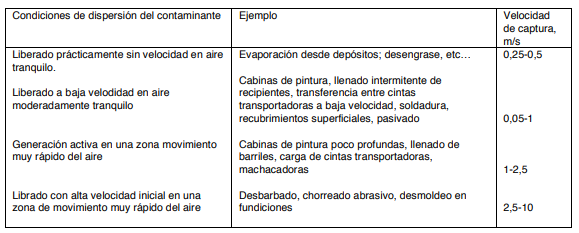 Condiciones de dispersión del contaminante
Ejemplo
Velocidad
de captura,
m/s
Liberado prácticamente sin velocidad en aire
tranquilo.
Evaporación desde depósitos; desengrase, etc…
0,25-0,5
Liberado a baja velodidad en aire
moderadamente tranquilo
Cabinas de pintura, llenado intermitente de
recipientes, transferencia entre cintas
transportadoras a baja velocidad, soldadura,
recubrimientos superficiales, pasivado
0,05-1
Generación activa en una zona movimiento
muy rápido del aire
Cabinas de pintura poco profundas, llenado de
barriles, carga de cintas transportadoras,
machacadoras
1-2,5
Librado con alta velocidad inicial en una
zona de movimiento muy rápido del aire
Desbarbado, chorreado abrasivo, desmoldeo en
fundiciones
2,5-10